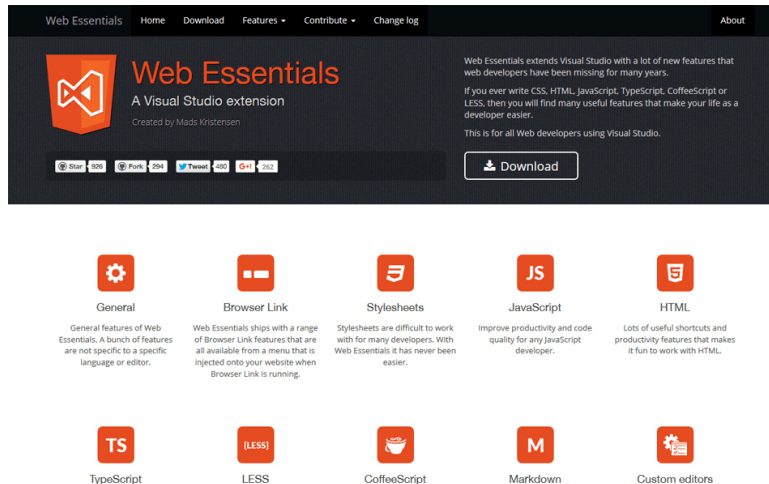 Web Essentials Home Download Features Contribute Change log About
Web Essentials
A Visual Studio extension
Created by Mads Kristensen
Star 926 Fork 294 Tweet 480 G+1 262
Web Essentials extends Visual Studio with a lot of new features that
web developers have been missing for many years.
If you ever write CSS, HTML, JavaScript, TypeScript, CoffeeScript or
LESS, then you will find many useful features that make your life as a
developer easier.
This is for all Web developers using Visual Studio.
Download
General
General features of Web
Essentials. A bunch of features
are not specific to a specific
language or editor.
Browser Link
Web Essentials ships with a range
of Browser Link features that are
all available from a menu that is
injected onto your website when
Browser Link is running.
Stylesheets
Stylesheets are difficult to work
with for many developers. With
Web Essentials it has never been
easier.
JS
JavaScript
Improve productivity and code
quality for any JavaScript
developer.
5
HTML
Lots of useful shortcuts and
productivity features that makes
it fun to work with HTML.
TS
TypeScript
{LESS}
LESS
CoffeeScript
M
Markdown
Custom editors